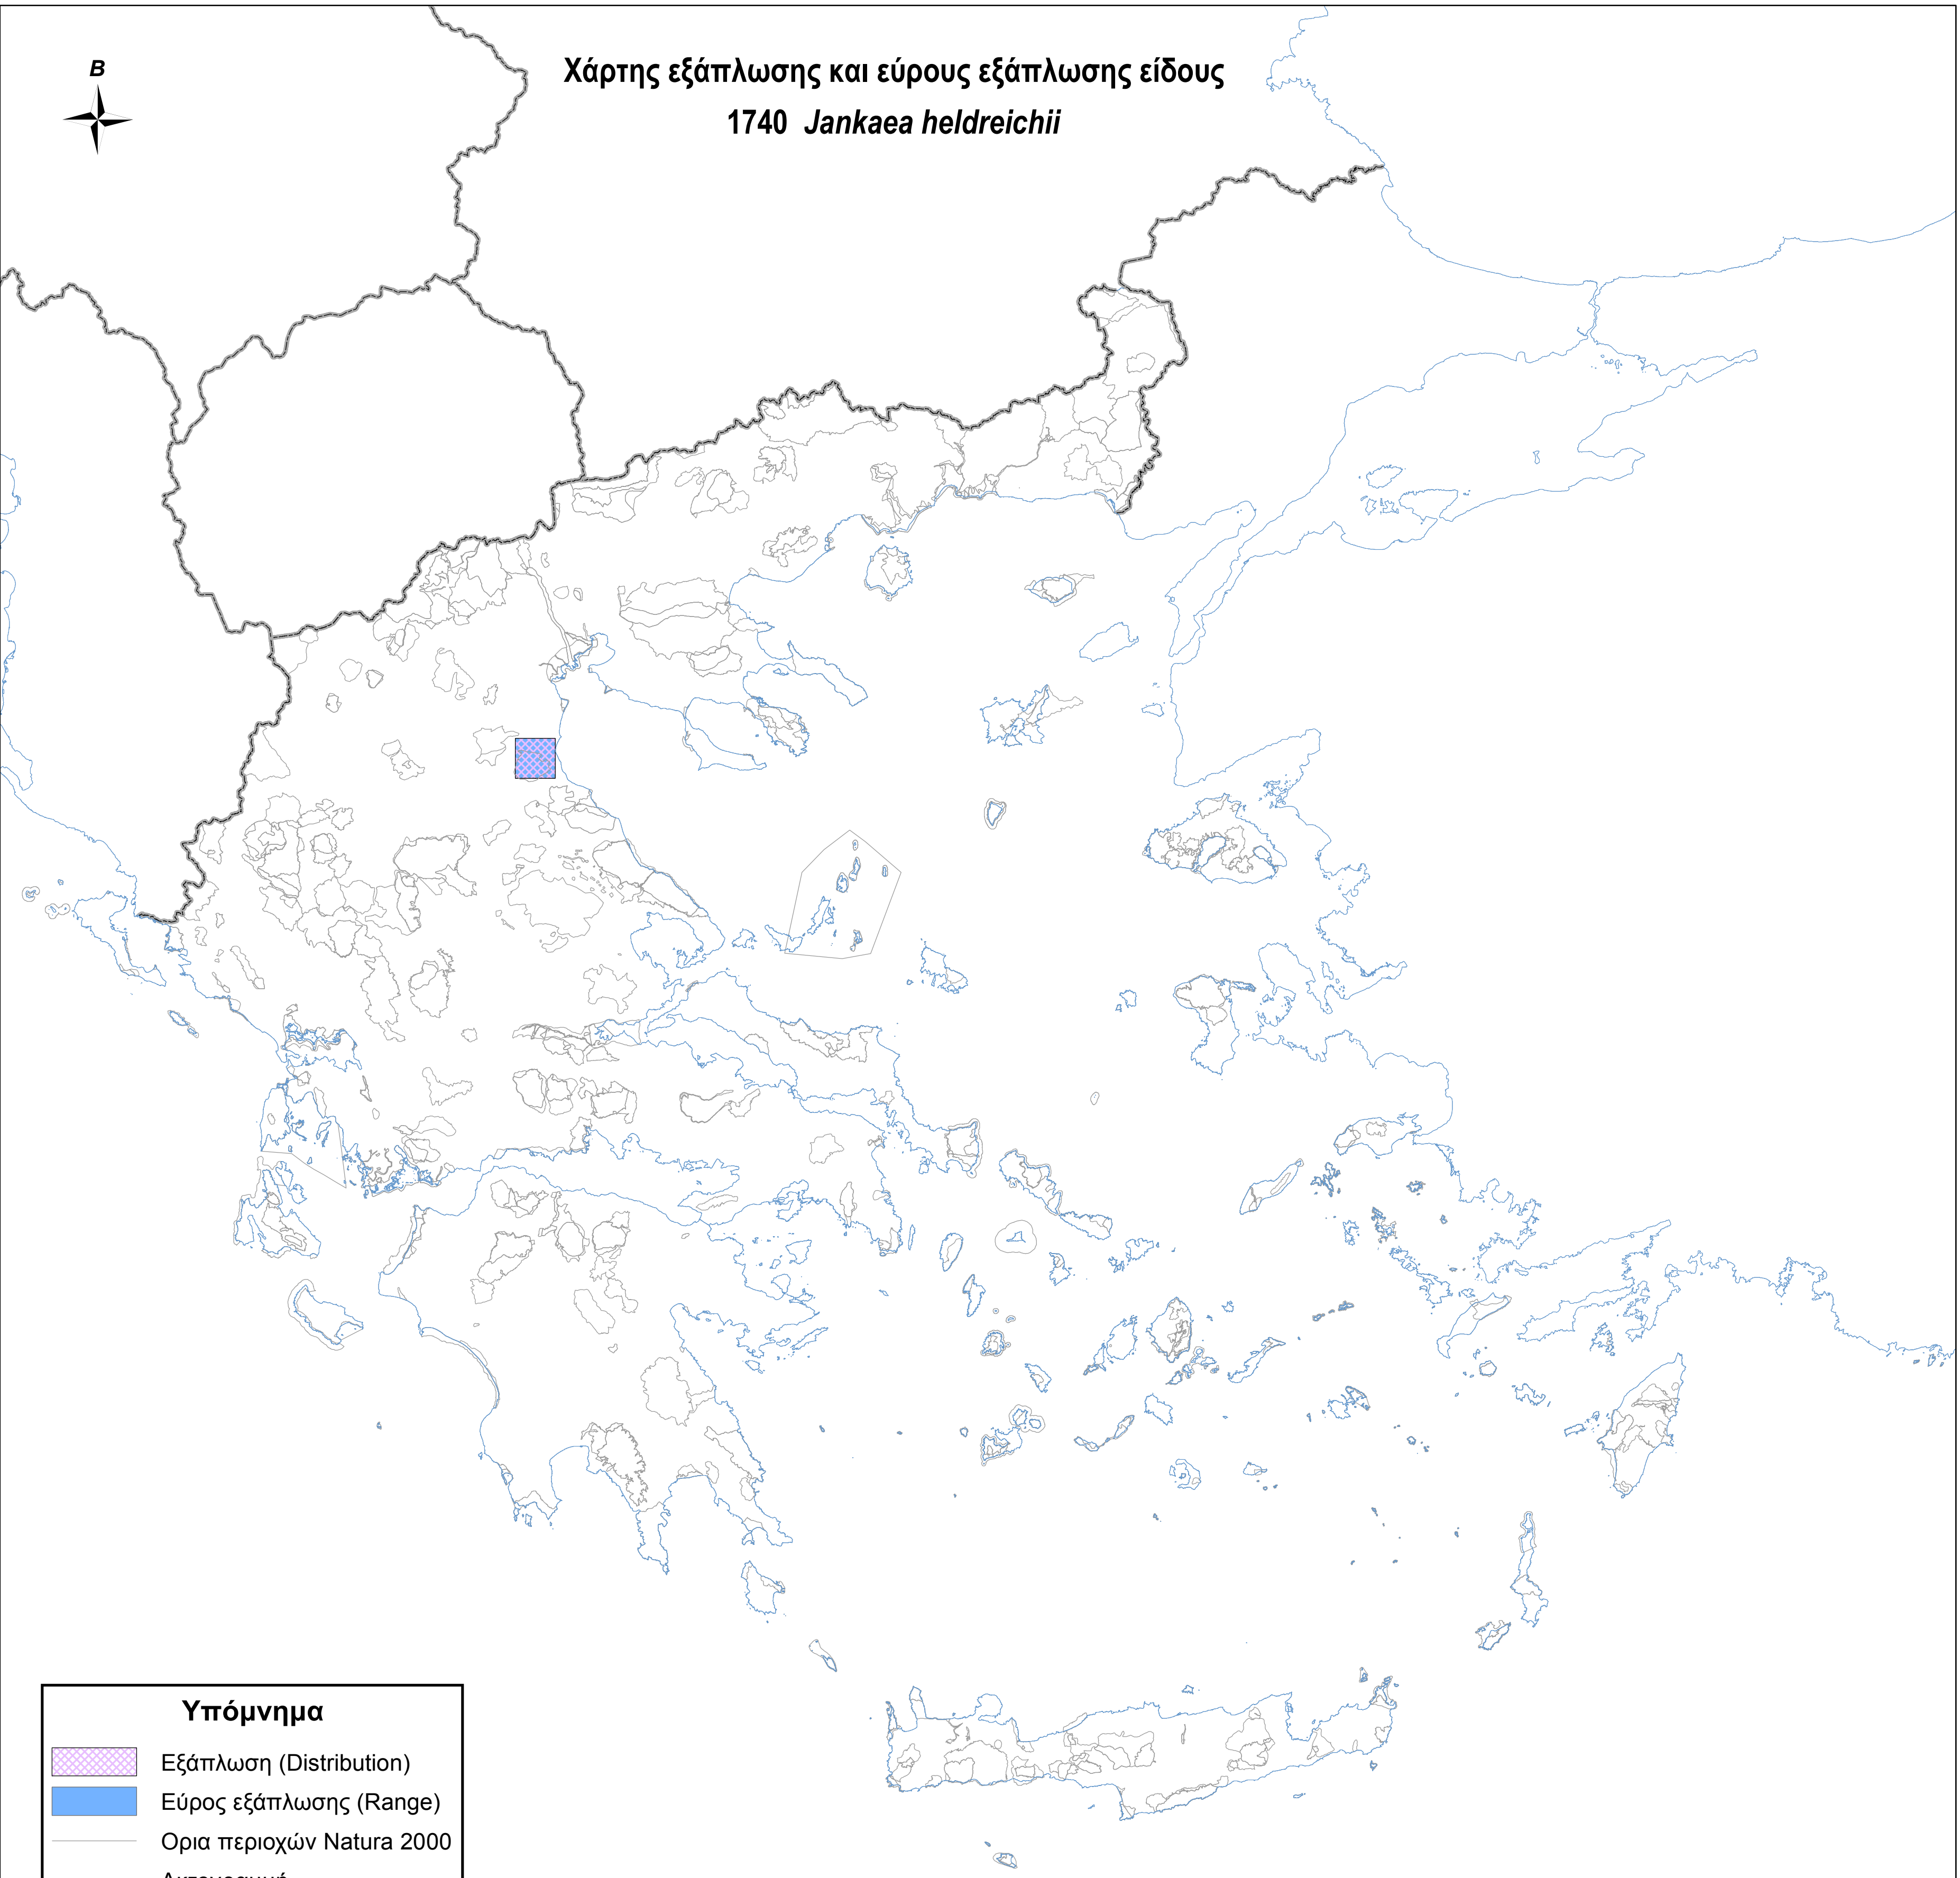 B
Χάρτης εξάπλωσης και εύρους εξάπλωσης είδους
1740 Jankaea heldreichii
Υπόμνημα
Εξάπλωση (Distribution)
Εύρος εξάπλωσης (Range)
Ορια περιοχών Natura 2000